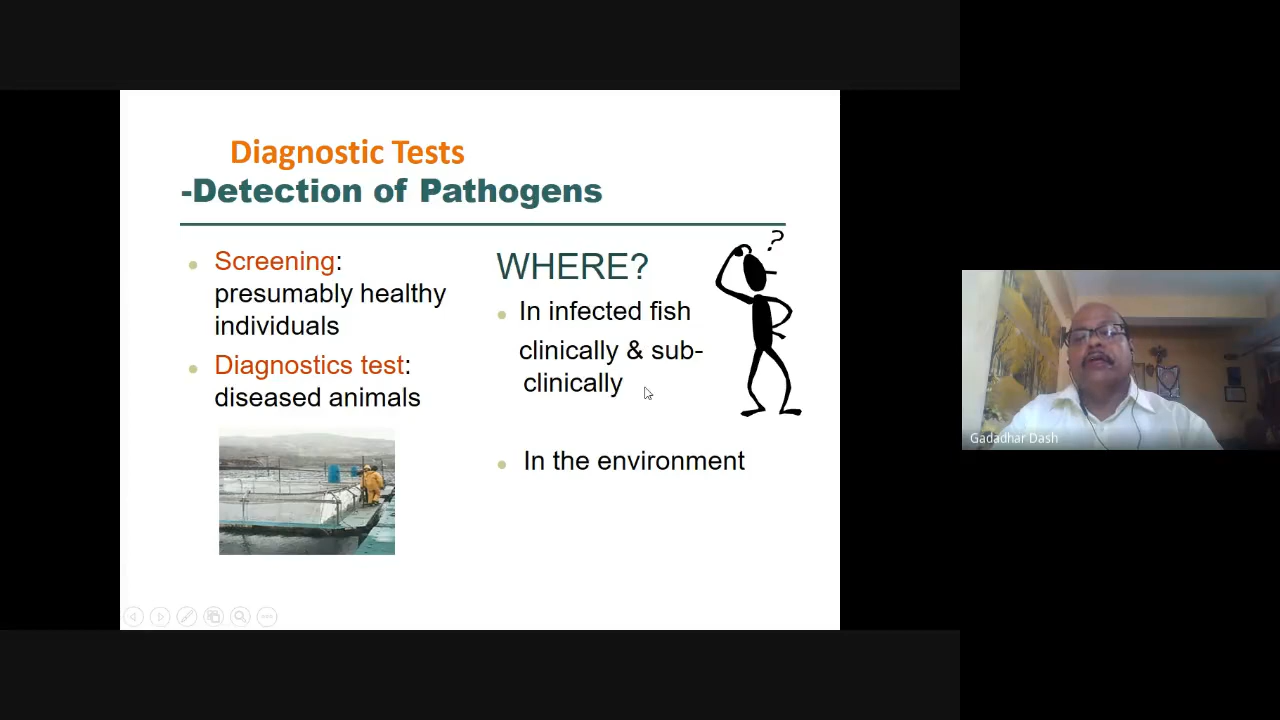 Diagnostic Tests
-Detection of Pathogens
Screening:
presumably healthy
individuals
Diagnostics test:
diseased animals
WHERE?
?
In infected fish
clinically & sub-
clinically
In the environment
Gadadhar Dash